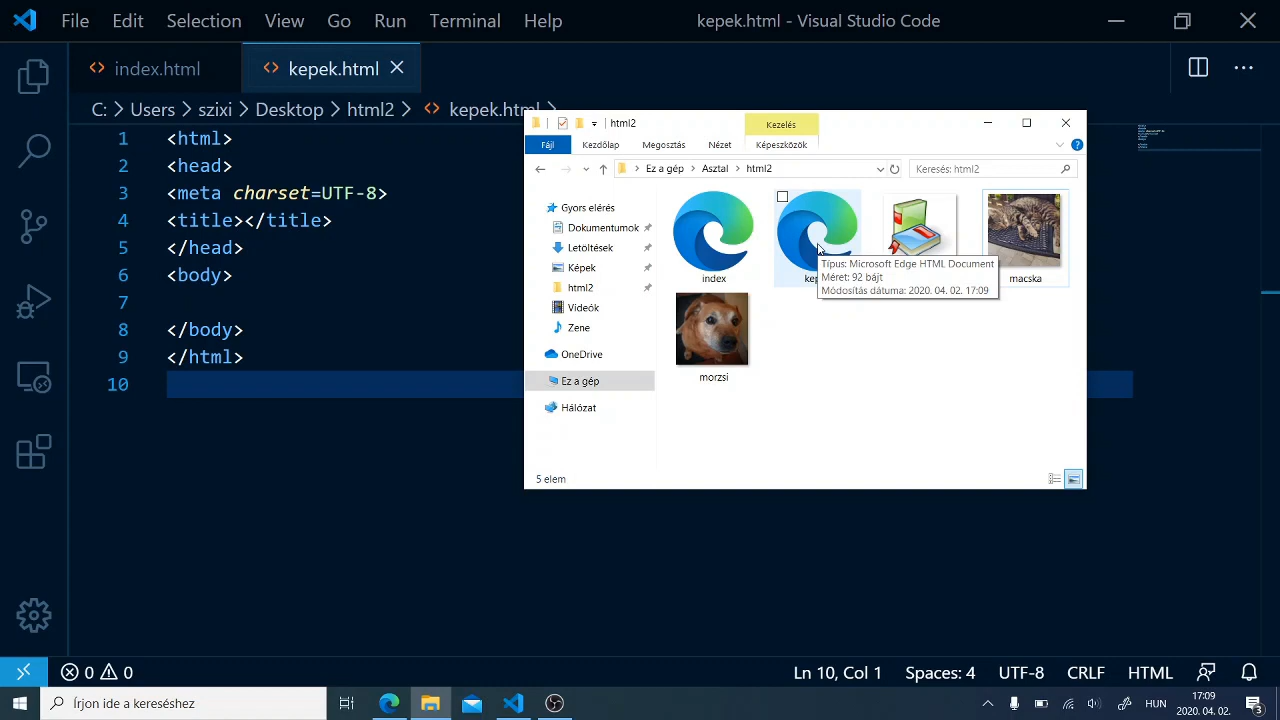 File Edit Selection View Go Run Terminal Help kepek.html - Visual Studio Code
index.html kepek.html
C: > Users > szixi > Desktop > html2 > kepek.html >
1 <html>
2 <head>
3 <meta charset=UTF-8>
4 <title></title>
5 </head>
6 <body>
7
8 </body>
9 </html>
10
html2 Kezelés
Fájl Kezdőlap Megosztás Nézet Képeszközök
Ez a gép > Asztal > html2 Keresés: html2
Gyors elérés
Dokumentumok
Letöltések
Képek
html2
Videók
Zene
OneDrive
Ez a gép
Hálózat
index macska
Típus: Microsoft Edge HTML Document
Méret: 92 bájt
Módosítás dátuma: 2020. 04. 02. 17:09
morzsi
5 elem
0 0 Ln 10, Col 1 Spaces: 4 UTF-8 CRLF HTML
Írjon ide a kereséshez HUN 17:09
2020. 04. 02. 3